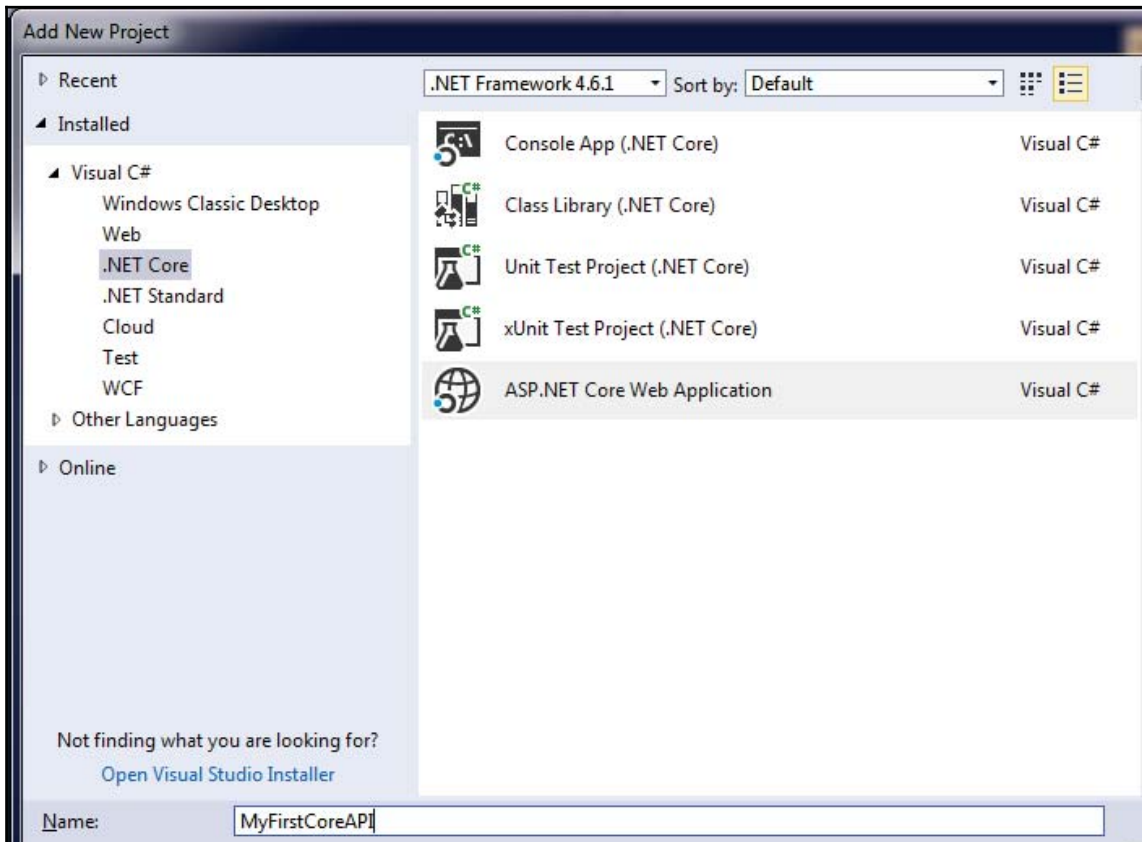 Add New Project
Recent
Installed
Visual C#
Windows Classic Desktop
Web
.NET Core
.NET Standard
Cloud
Test
WCF
Other Languages
Online
Not finding what you are looking for?
Open Visual Studio Installer
.NET Framework 4.6.1 Sort by: Default
C:\ Console App (.NET Core) Visual C#
C# Class Library (.NET Core) Visual C#
C# Unit Test Project (.NET Core) Visual C#
C# xUnit Test Project (.NET Core) Visual C#
ASP.NET Core Web Application Visual C#
Name: MyFirstCoreAPI